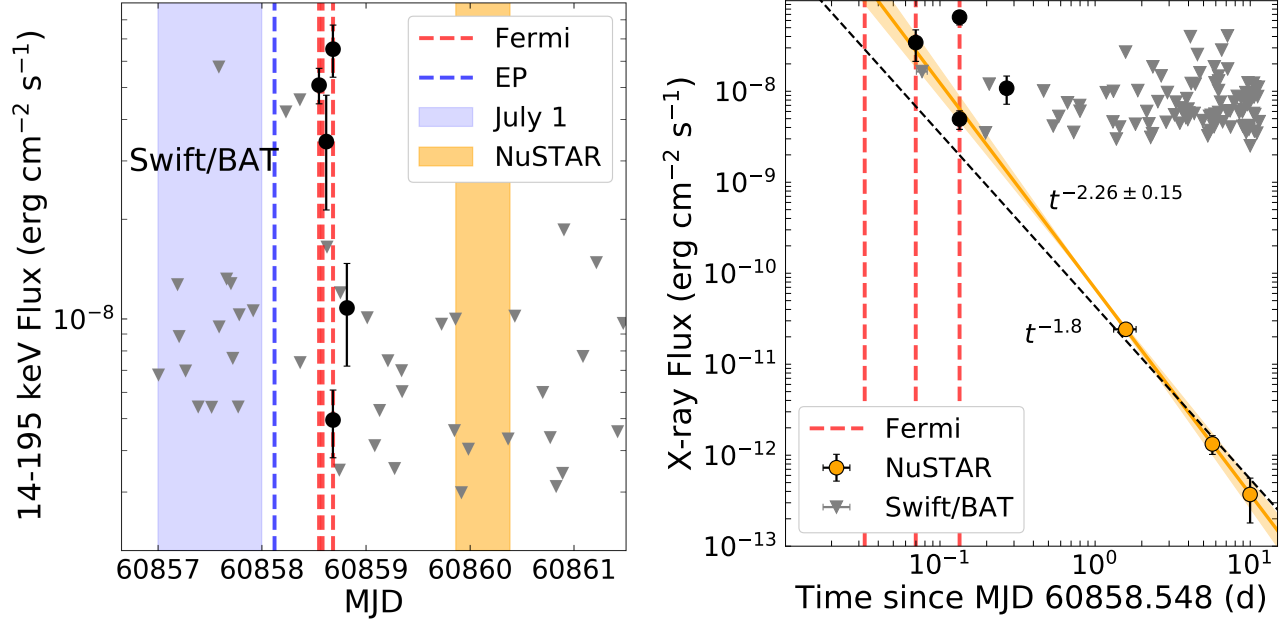 14-195 keV Flux (erg cm⁻² s⁻¹)
10⁻⁸
Swift/BAT
Fermi
EP
July 1
NuSTAR
60857 60858 60859 60860 60861
MJD
X-ray Flux (erg cm⁻² s⁻¹)
10⁻⁸
10⁻⁹
10⁻¹⁰
10⁻¹¹
10⁻¹²
10⁻¹³
t⁻²·²⁶ ± ⁰·¹⁵
t⁻¹·⁸
Fermi
NuSTAR
Swift/BAT
10⁻¹ 10⁰ 10¹
Time since MJD 60858.548 (d)